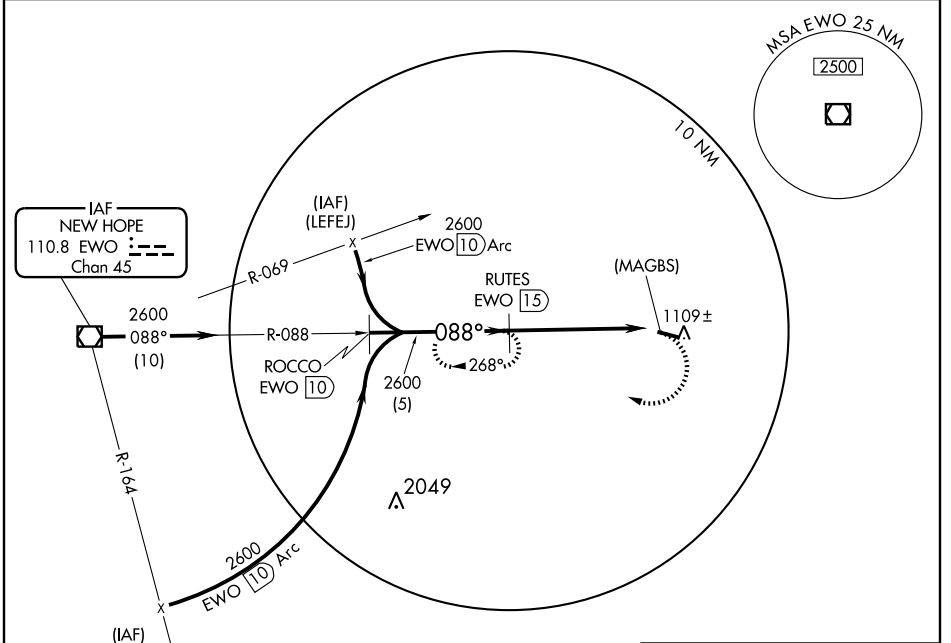 MSA EWO 25 NM
2500
10 NM
IAF
NEW HOPE
110.8 EWO
Chan 45
(IAF)
(LEFEJ)
2600
EWO 10 Arc
R-069
RUTES
EWO 15
(MAGBS)
1109±
2600
088°
(10)
R-088
088°
ROCCO
EWO 10
268°
2600
(5)
R-164
2049
2600
EWO 10 Arc
(IAF)